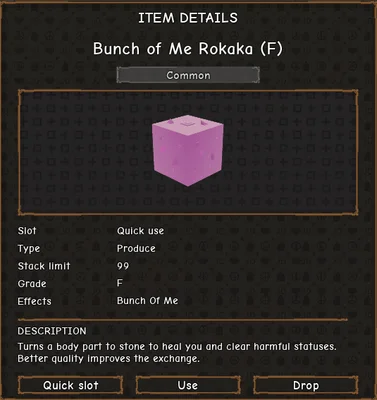 ITEM DETAILS
Bunch of Me Rokaka (F)
Common
Slot Quick use
Type Produce
Stack limit 99
Grade F
Effects Bunch Of Me
DESCRIPTION
Turns a body part to stone to heal you and clear harmful statuses.
Better quality improves the exchange.
Quick slot Use Drop